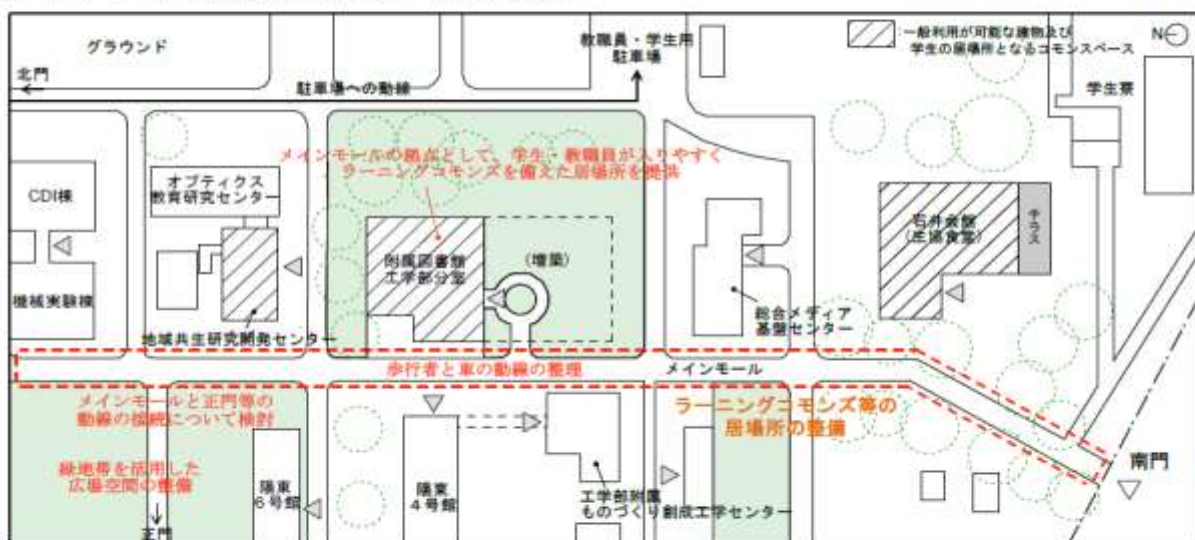 グラウンド
北門
駐車場への動線
教職員・学生用
駐車場
一般利用が可能な建物及び
学生の居場所となるコモンスペース
N
学生寮
メインモールの拠点として、学生・教職員が入りやすく
ラーニングコモンズを備えた居場所を提供
CDI棟
オプティクス
教育研究センター
機械実験棟
地域共生研究開発センター
附属図書館
工学部分室
(増築)
総合メディア
基盤センター
石井会館
(生協食堂)
テラス
歩行者と車の動線の整理
メインモール
メインモールと正門等の
動線の接続について検討
緑地帯を活用した
広場空間の整備
正門
陽東
6号館
陽東
4号館
工学部附属
ものづくり創成工学センター
ラーニングコモンズ等の
居場所の整備
南門